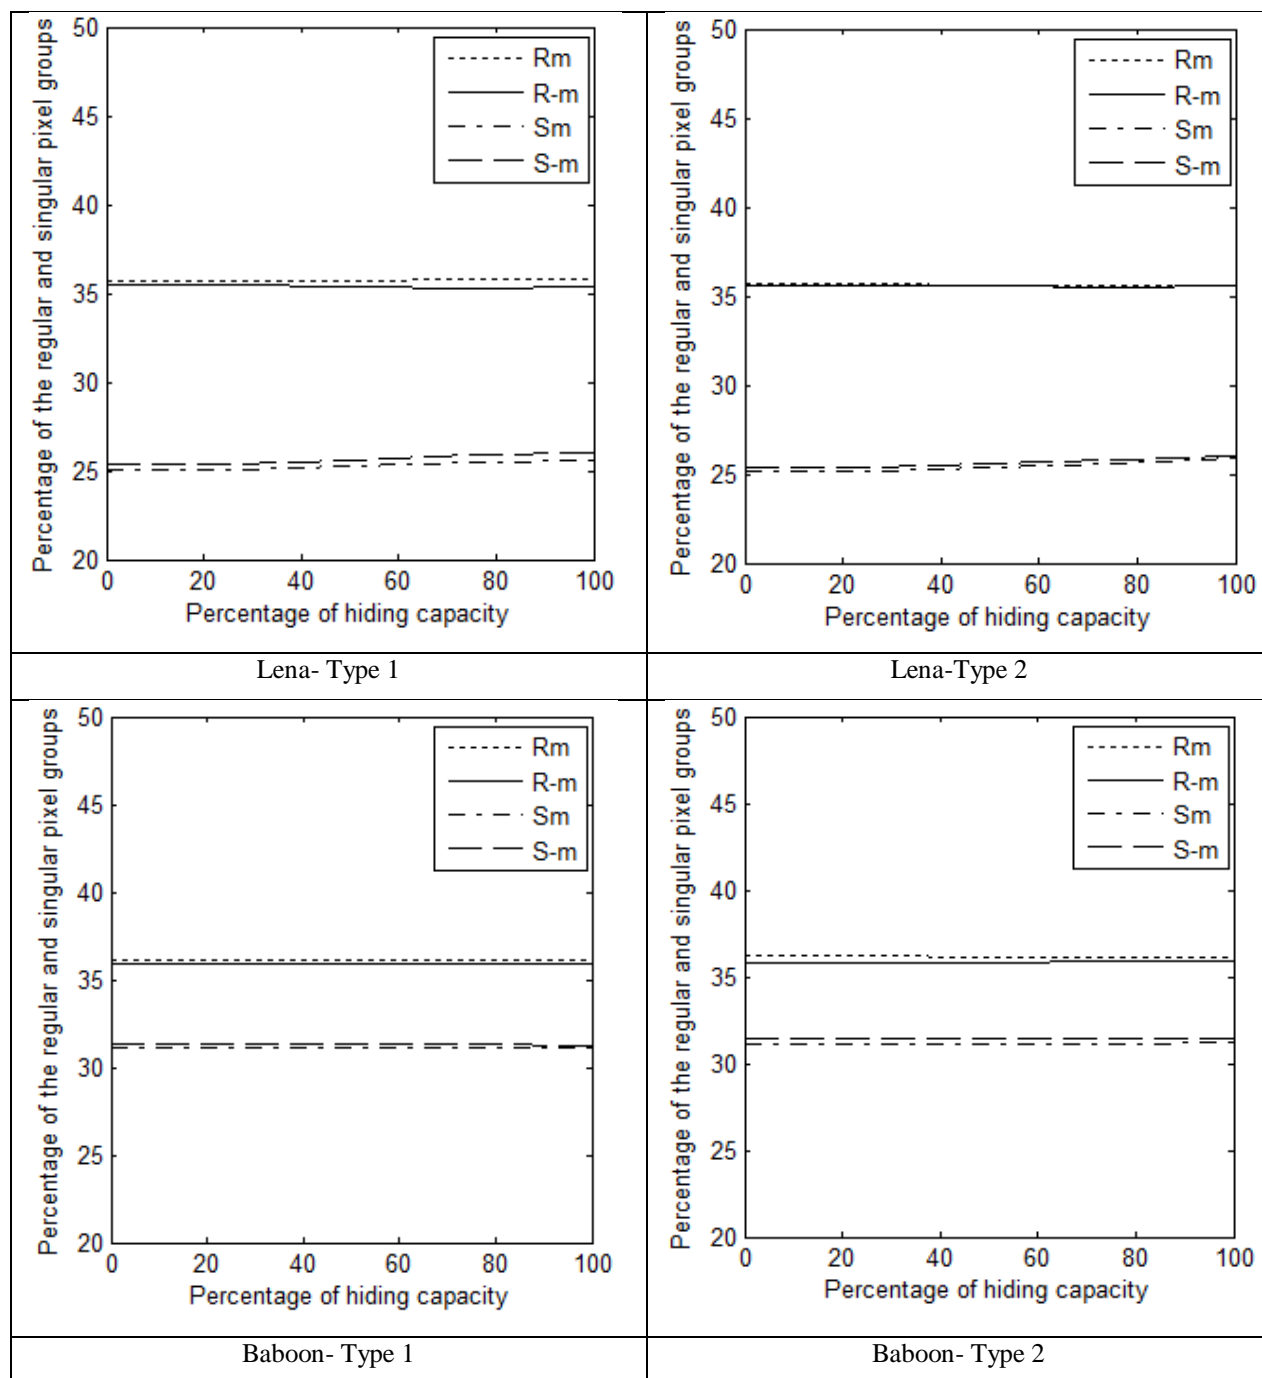 Percentage of the regular and singular pixel groups
50
45
40
35
30
25
20
0 20 40 60 80 100
Percentage of hiding capacity
Rm
R-m
Sm
S-m
Lena- Type 1
Percentage of the regular and singular pixel groups
50
45
40
35
30
25
20
0 20 40 60 80 100
Percentage of hiding capacity
Rm
R-m
Sm
S-m
Lena-Type 2
Percentage of the regular and singular pixel groups
50
45
40
35
30
25
20
0 20 40 60 80 100
Percentage of hiding capacity
Rm
R-m
Sm
S-m
Baboon- Type 1
Percentage of the regular and singular pixel groups
50
45
40
35
30
25
20
0 20 40 60 80 100
Percentage of hiding capacity
Rm
R-m
Sm
S-m
Baboon- Type 2